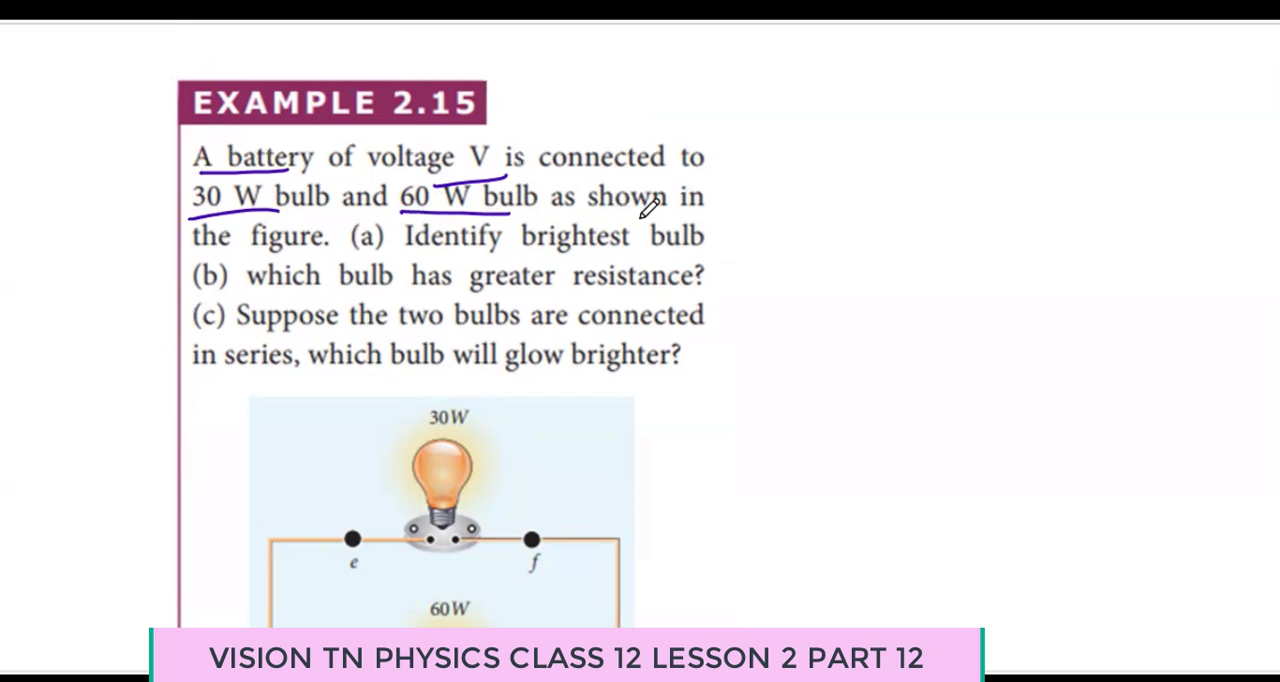 EXAMPLE 2.15
A battery of voltage V is connected to
30 W bulb and 60 W bulb as shown in
the figure. (a) Identify brightest bulb
(b) which bulb has greater resistance?
(c) Suppose the two bulbs are connected
in series, which bulb will glow brighter?
30W
e f
60W
VISION TN PHYSICS CLASS 12 LESSON 2 PART 12